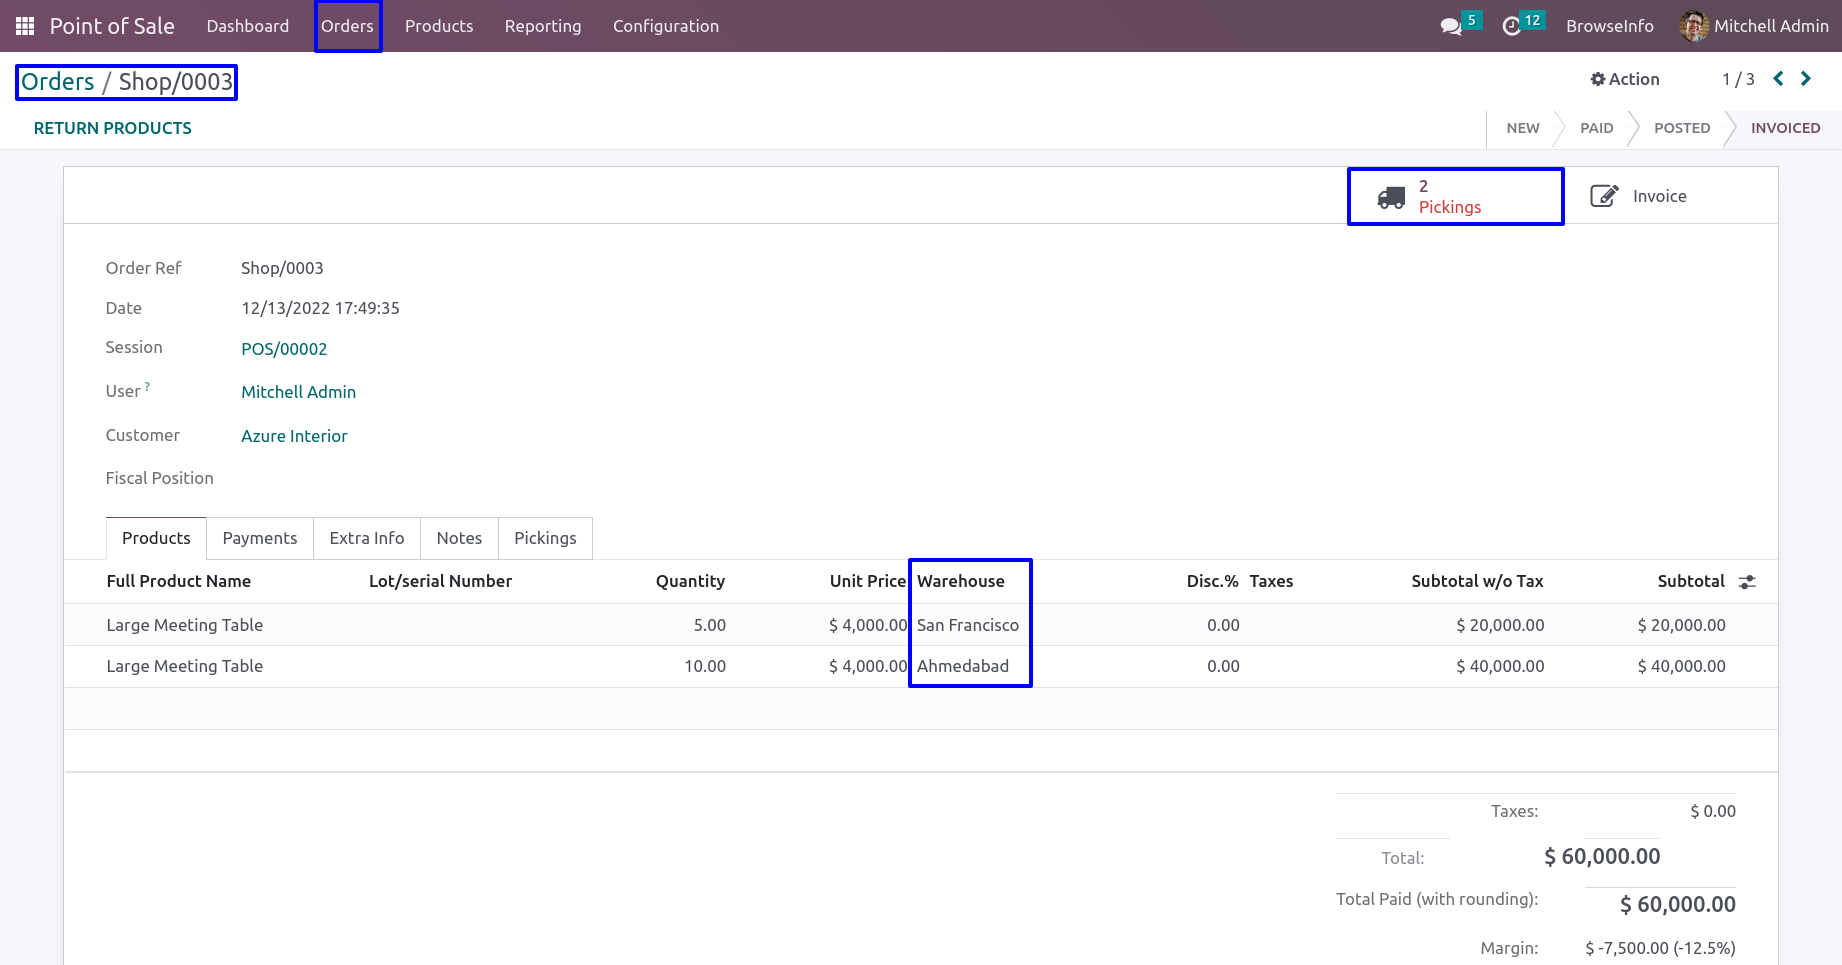 Point of Sale Dashboard Orders Products Reporting Configuration 5 12 BrowseInfo Mitchell Admin
Orders / Shop/0003 Action 1 / 3
RETURN PRODUCTS NEW PAID POSTED INVOICED
2
Pickings Invoice
Order Ref Shop/0003
Date 12/13/2022 17:49:35
Session POS/00002
User ? Mitchell Admin
Customer Azure Interior
Fiscal Position
Products Payments Extra Info Notes Pickings
Full Product Name Lot/serial Number Quantity Unit Price Warehouse Disc.% Taxes Subtotal w/o Tax Subtotal
Large Meeting Table 5.00 $ 4,000.00 San Francisco 0.00 $ 20,000.00 $ 20,000.00
Large Meeting Table 10.00 $ 4,000.00 Ahmedabad 0.00 $ 40,000.00 $ 40,000.00
Taxes: $ 0.00
Total: $ 60,000.00
Total Paid (with rounding): $ 60,000.00
Margin: $ -7,500.00 (-12.5%)